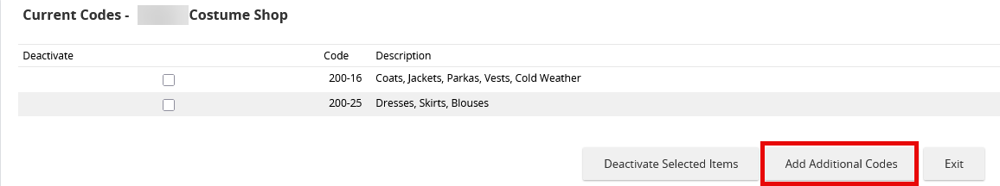 Current Codes - Costume Shop
Deactivate Code Description
200-16 Coats, Jackets, Parkas, Vests, Cold Weather
200-25 Dresses, Skirts, Blouses
Deactivate Selected Items Add Additional Codes Exit